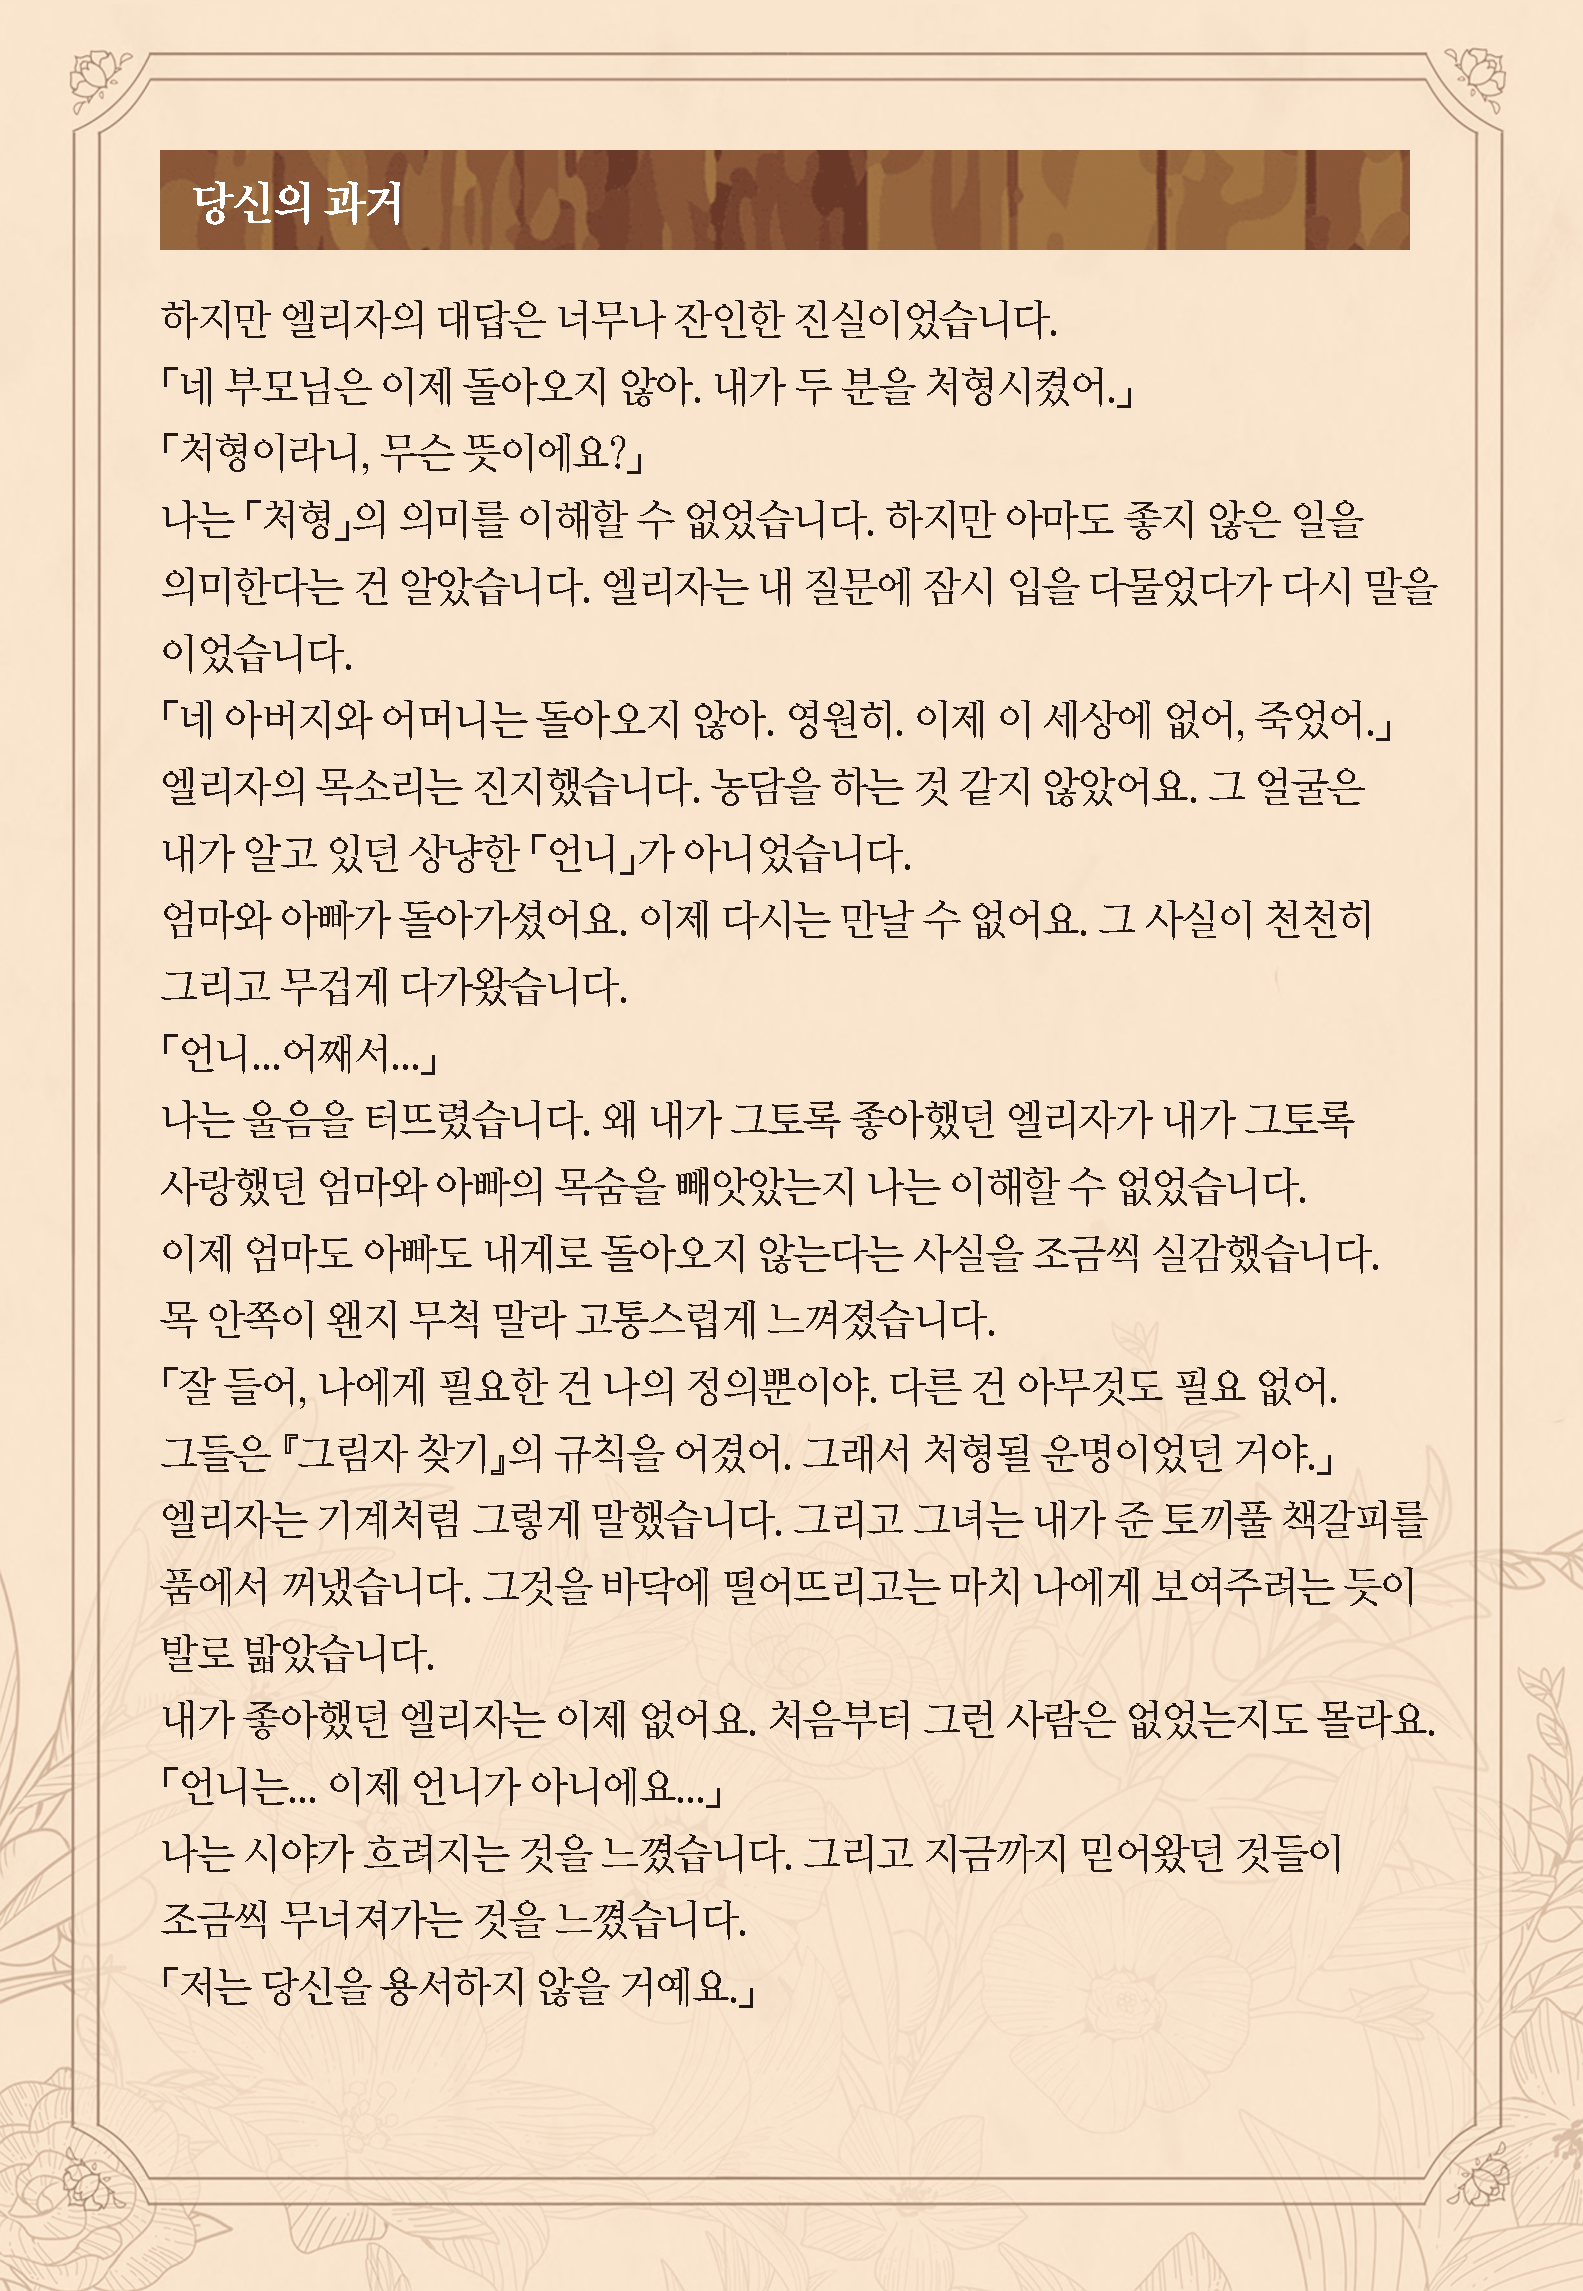 당신의 과거
하지만 엘리자의 대답은 너무나 잔인한 진실이었습니다.
「네 부모님은 이제 돌아오지 않아. 내가 두 분을 처형시켰어.」
「처형이라니, 무슨 뜻이에요?」
나는 「처형」의 의미를 이해할 수 없었습니다. 하지만 아마도 좋지 않은 일을
의미한다는 건 알았습니다. 엘리자는 내 질문에 잠시 입을 다물었다가 다시 말을
이었습니다.
「네 아버지와 어머니는 돌아오지 않아. 영원히. 이제 이 세상에 없어, 죽었어.」
엘리자의 목소리는 진지했습니다. 농담을 하는 것 같지 않았어요. 그 얼굴은
내가 알고 있던 상냥한 「언니」가 아니었습니다.
엄마와 아빠가 돌아가셨어요. 이제 다시는 만날 수 없어요. 그 사실이 천천히
그리고 무겁게 다가왔습니다.
「언니...어째서...」
나는 울음을 터뜨렸습니다. 왜 내가 그토록 좋아했던 엘리자가 내가 그토록
사랑했던 엄마와 아빠의 목숨을 빼앗았는지 나는 이해할 수 없었습니다.
이제 엄마도 아빠도 내게로 돌아오지 않는다는 사실을 조금씩 실감했습니다.
목 안쪽이 왠지 무척 말라 고통스럽게 느껴졌습니다.
「잘 들어, 나에게 필요한 건 나의 정의뿐이야. 다른 건 아무것도 필요 없어.
그들은 『그림자 찾기』의 규칙을 어겼어. 그래서 처형될 운명이었던 거야.」
엘리자는 기계처럼 그렇게 말했습니다. 그리고 그녀는 내가 준 토끼풀 책갈피를
품에서 꺼냈습니다. 그것을 바닥에 떨어뜨리고는 마치 나에게 보여주려는 듯이
발로 밟았습니다.
내가 좋아했던 엘리자는 이제 없어요. 처음부터 그런 사람은 없었는지도 몰라요.
「언니는... 이제 언니가 아니에요...」
나는 시야가 흐려지는 것을 느꼈습니다. 그리고 지금까지 믿어왔던 것들이
조금씩 무너져가는 것을 느꼈습니다.
「저는 당신을 용서하지 않을 거예요.」